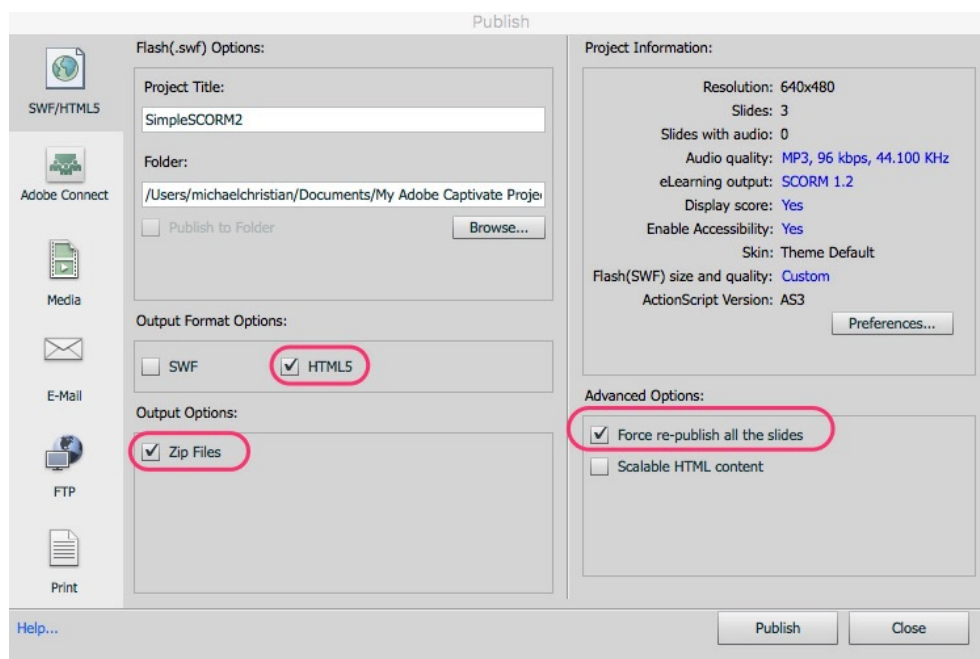 Publish
SWF/HTML5
Adobe Connect
Media
E-Mail
FTP
Print
Flash(.swf) Options:
Project Title:
SimpleSCORM2
Folder:
/Users/michaelchristian/Documents/My Adobe Captivate Proje
Publish to Folder
Browse...
Output Format Options:
SWF
HTML5
Output Options:
Zip Files
Project Information:
Resolution: 640x480
Slides: 3
Slides with audio: 0
Audio quality: MP3, 96 kbps, 44.100 KHz
eLearning output: SCORM 1.2
Display score: Yes
Enable Accessibility: Yes
Skin: Theme Default
Flash(SWF) size and quality: Custom
ActionScript Version: AS3
Preferences...
Advanced Options:
Force re-publish all the slides
Scalable HTML content
Help...
Publish
Close